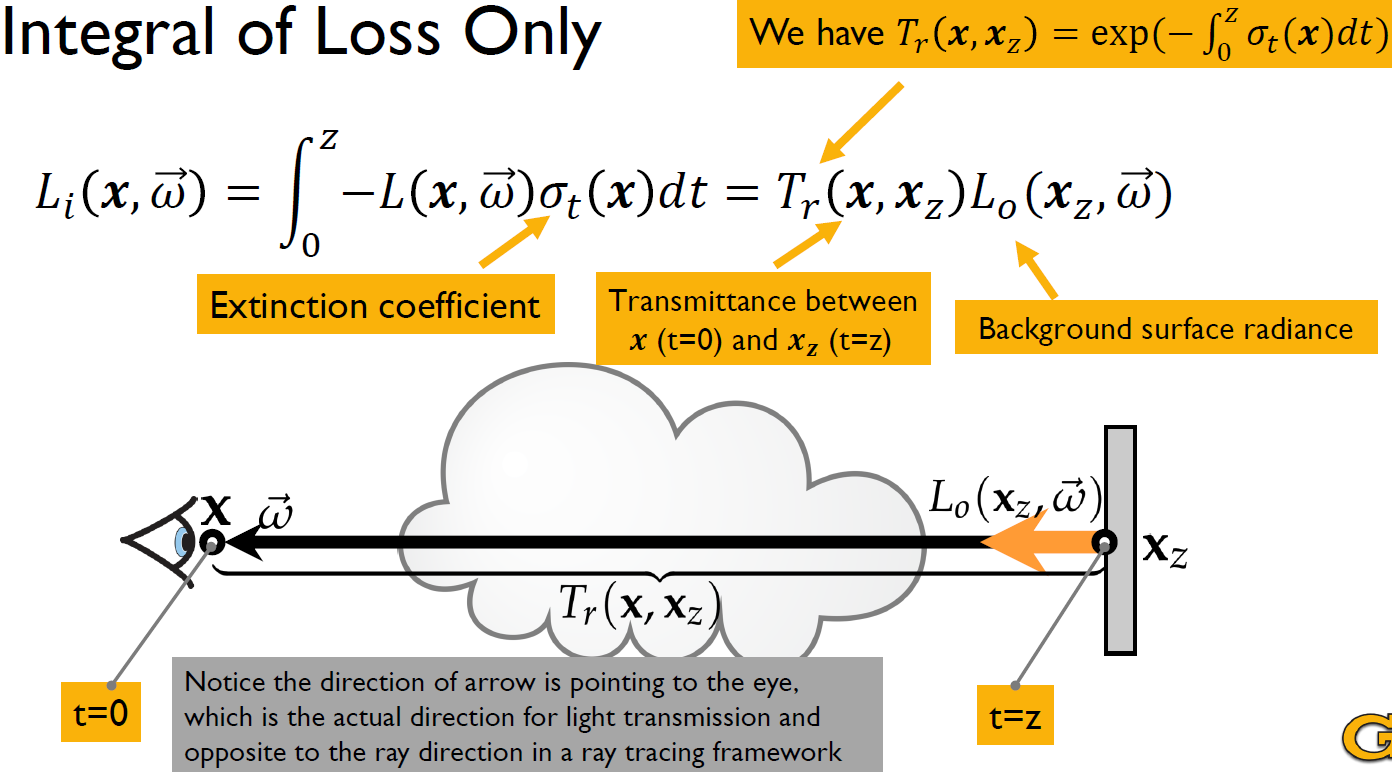 Integral of Loss Only
We have $T_r(\boldsymbol{x}, \boldsymbol{x}_z) = \exp(-\int_0^z \sigma_t(\boldsymbol{x})dt)$
$L_i(\boldsymbol{x}, \vec{\omega}) = \int_0^z -L(\boldsymbol{x}, \vec{\omega})\sigma_t(\boldsymbol{x})dt = T_r(\boldsymbol{x}, \boldsymbol{x}_z)L_o(\boldsymbol{x}_z, \vec{\omega})$
Extinction coefficient
Transmittance between
$\boldsymbol{x}$ (t=0) and $\boldsymbol{x}_z$ (t=z)
Background surface radiance
$\mathbf{x}$ $\vec{\omega}$
$L_o(\mathbf{x}_z, \vec{\omega})$
$\mathbf{x}_z$
$T_r(\mathbf{x}, \mathbf{x}_z)$
t=0
Notice the direction of arrow is pointing to the eye,
which is the actual direction for light transmission and
opposite to the ray direction in a ray tracing framework
t=z
G